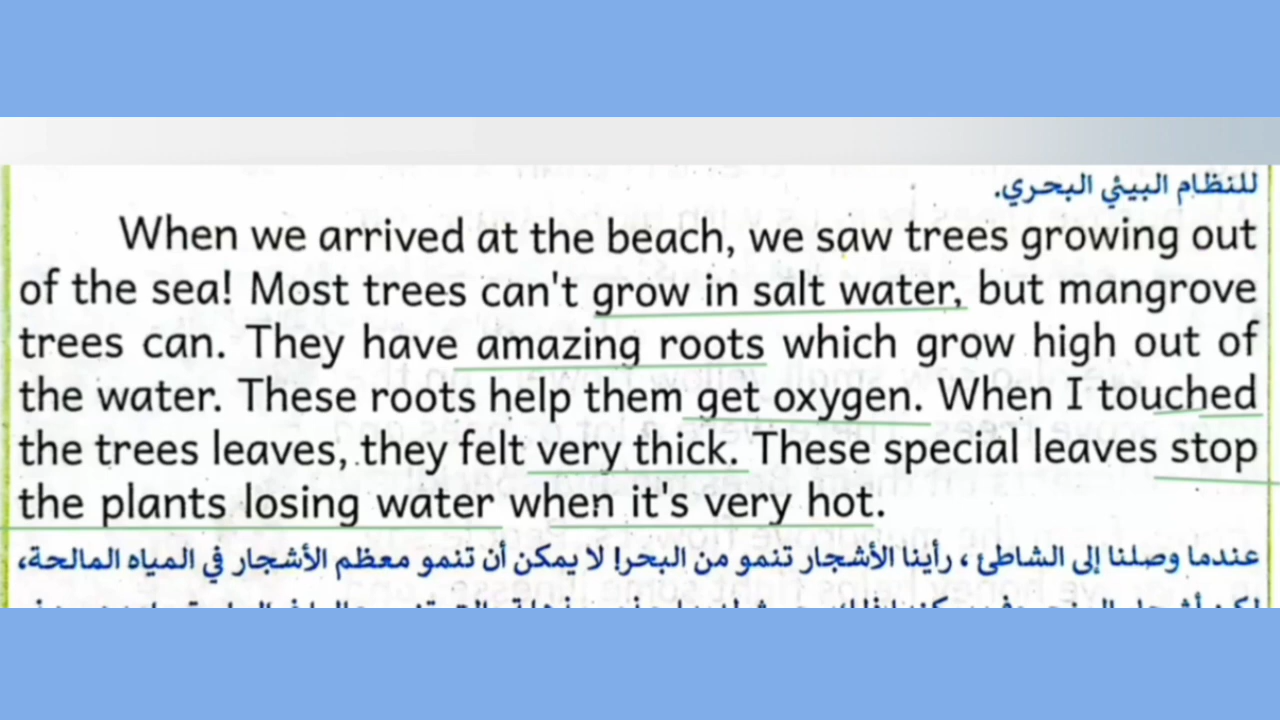 للنظام البيئي البحري.
When we arrived at the beach, we saw trees growing out
of the sea! Most trees can't grow in salt water, but mangrove
trees can. They have amazing roots which grow high out of
the water. These roots help them get oxygen. When I touched
the trees leaves, they felt very thick. These special leaves stop
the plants losing water when it's very hot.
عندما وصلنا إلى الشاطئ ، رأينا الأشجار تنمو من البحر! لا يمكن أن تنمو معظم الأشجار في المياه المالحة،